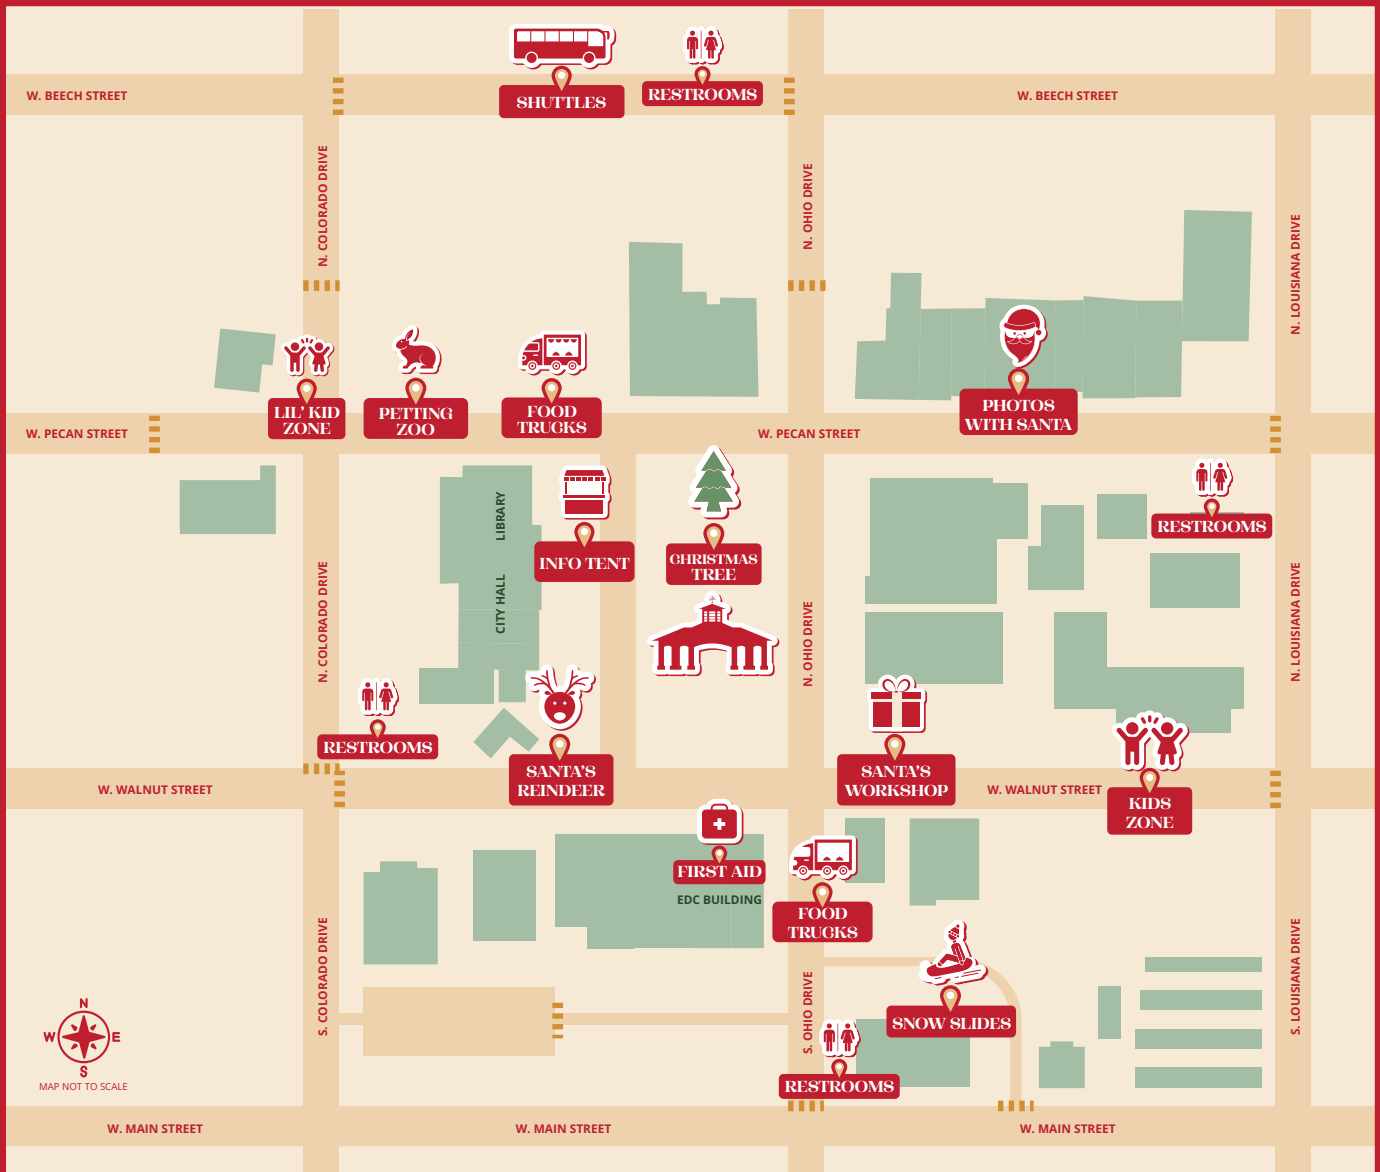 SHUTTLES
RESTROOMS
W. BEECH STREET
W. BEECH STREET
N. COLORADO DRIVE
N. OHIO DRIVE
N. LOUISIANA DRIVE
LIL' KID
ZONE
PETTING
ZOO
FOOD
TRUCKS
PHOTOS
WITH SANTA
W. PECAN STREET
W. PECAN STREET
LIBRARY
CITY HALL
INFO TENT
CHRISTMAS
TREE
RESTROOMS
N. COLORADO DRIVE
N. OHIO DRIVE
N. LOUISIANA DRIVE
RESTROOMS
SANTA'S
REINDEER
SANTA'S
WORKSHOP
W. WALNUT STREET
W. WALNUT STREET
KIDS
ZONE
FIRST AID
EDC BUILDING
FOOD
TRUCKS
S. COLORADO DRIVE
S. OHIO DRIVE
S. LOUISIANA DRIVE
SNOW SLIDES
RESTROOMS
N
W
E
S
MAP NOT TO SCALE
W. MAIN STREET
W. MAIN STREET
W. MAIN STREET